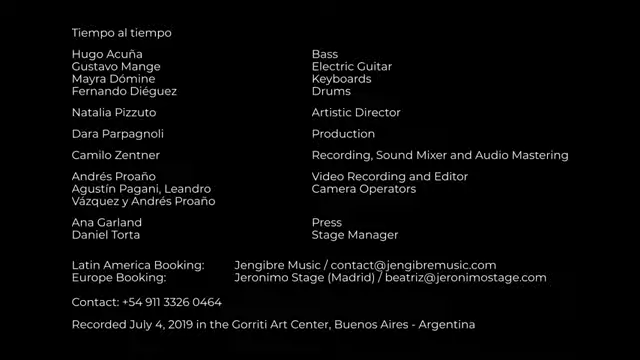 Tiempo al tiempo
Hugo Acuña Bass
Gustavo Mange Electric Guitar
Mayra Dómine Keyboards
Fernando Diéguez Drums
Natalia Pizzuto Artistic Director
Dara Parpagnoli Production
Camilo Zentner Recording, Sound Mixer and Audio Mastering
Andrés Proaño Video Recording and Editor
Agustín Pagani, Leandro Camera Operators
Vázquez y Andrés Proaño
Ana Garland Press
Daniel Torta Stage Manager
Latin America Booking: Jengibre Music / contact@jengibremusic.com
Europe Booking: Jeronimo Stage (Madrid) / beatriz@jeronimostage.com
Contact: +54 911 3326 0464
Recorded July 4, 2019 in the Gorriti Art Center, Buenos Aires - Argentina